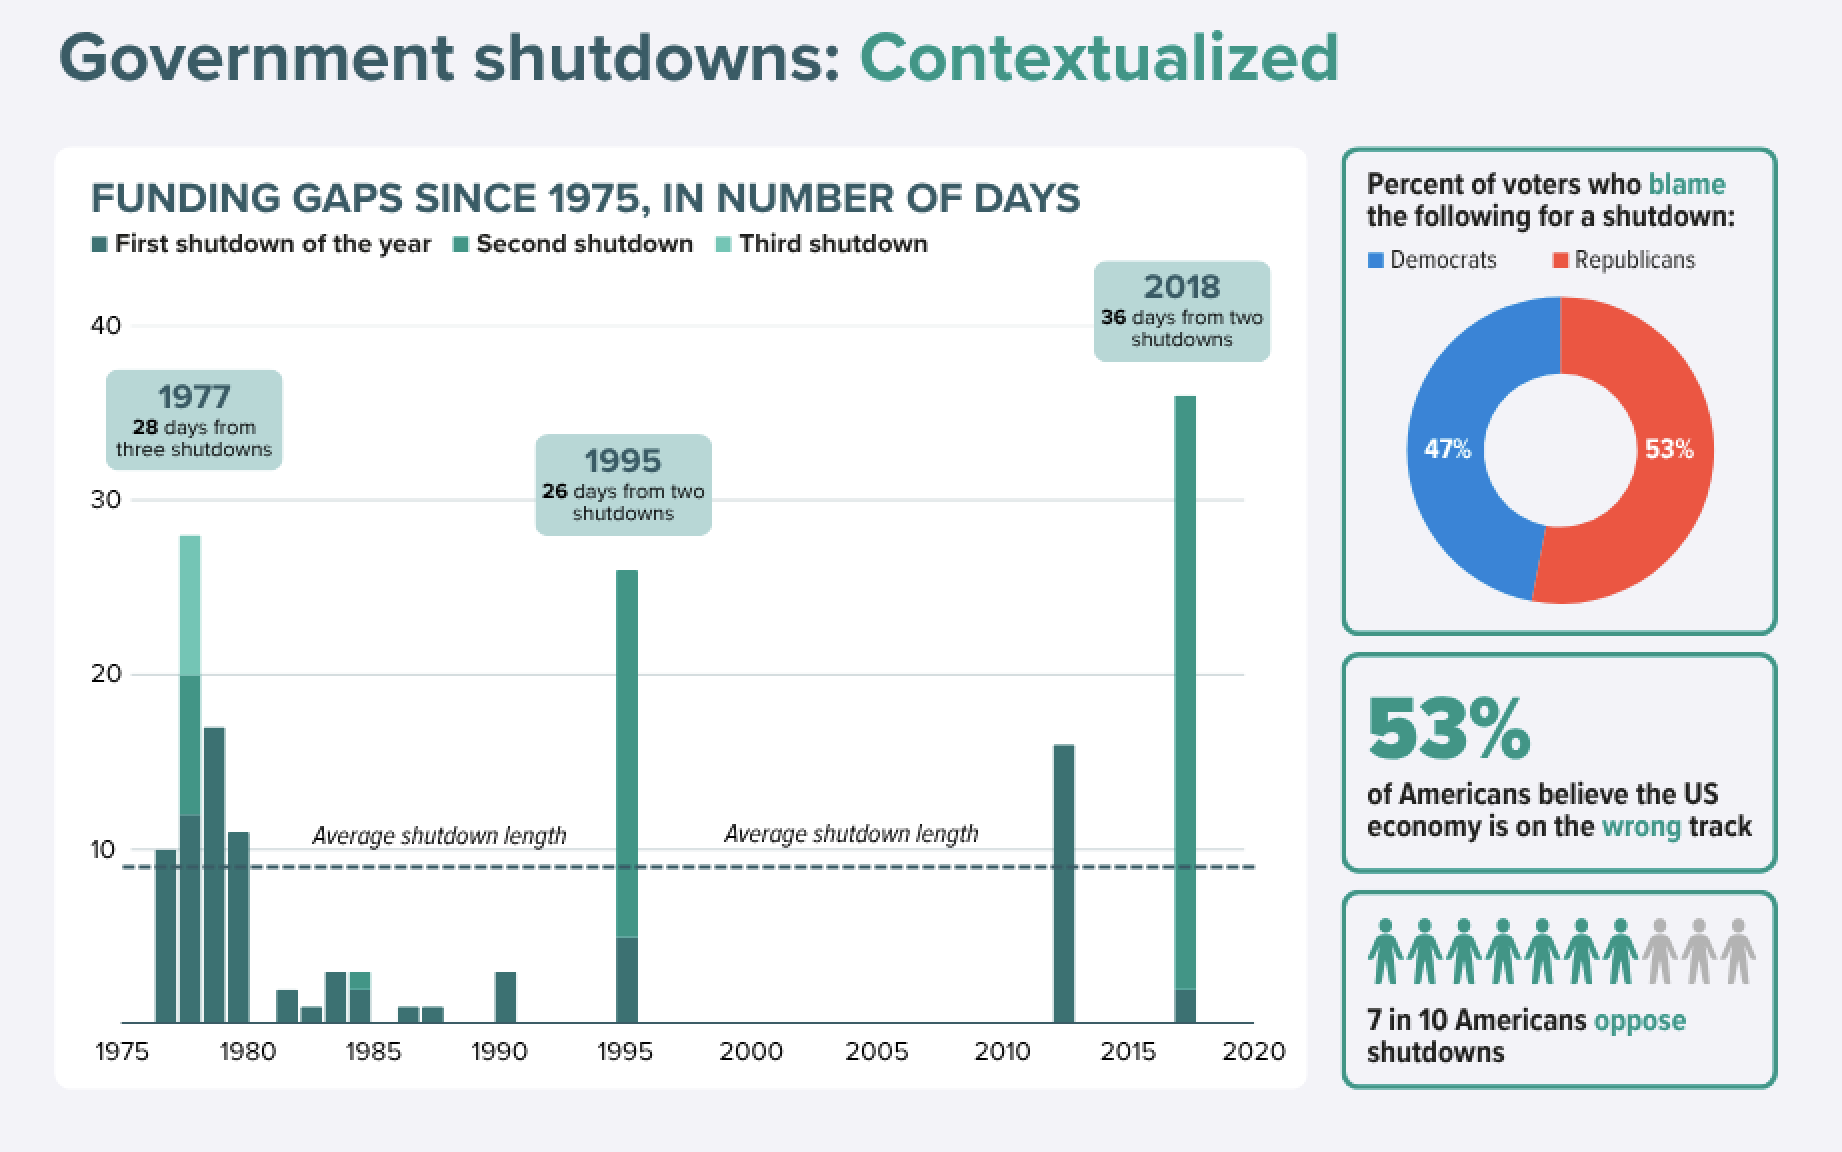 Government shutdowns: Contextualized
FUNDING GAPS SINCE 1975, IN NUMBER OF DAYS
First shutdown of the year Second shutdown Third shutdown
40
30
20
10
1977
28 days from
three shutdowns
1995
26 days from two
shutdowns
2018
36 days from two
shutdowns
Average shutdown length
Average shutdown length
1975 1980 1985 1990 1995 2000 2005 2010 2015 2020
Percent of voters who blame
the following for a shutdown:
Democrats Republicans
47% 53%
53%
of Americans believe the US
economy is on the wrong track
7 in 10 Americans oppose
shutdowns